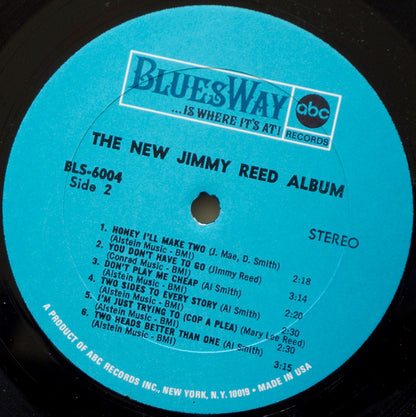 BLUESWAY
...IS WHERE IT'S AT!
abc
RECORDS
THE NEW JIMMY REED ALBUM
BLS-6004
Side 2
STEREO
1. HONEY I'LL MAKE TWO (J. Mae, D. Smith)
(Alstein Music - BMI) 2:18
2. YOU DON'T HAVE TO GO (Jimmy Reed)
(Conrad Music - BMI) 3:14
3. DON'T PLAY ME CHEAP (Al Smith)
(Alstein Music - BMI) 2:20
4. TWO SIDES TO EVERY STORY (Al Smith)
(Alstein Music - BMI) 2:30
5. I'M JUST TRYING TO (COP A PLEA) (Mary Lee Reed)
(Alstein Music - BMI) 2:30
6. TWO HEADS BETTER THAN ONE (Al Smith)
(Alstein Music - BMI) 3:15
A PRODUCT OF ABC RECORDS INC., NEW YORK, N.Y. 10019 • MADE IN USA